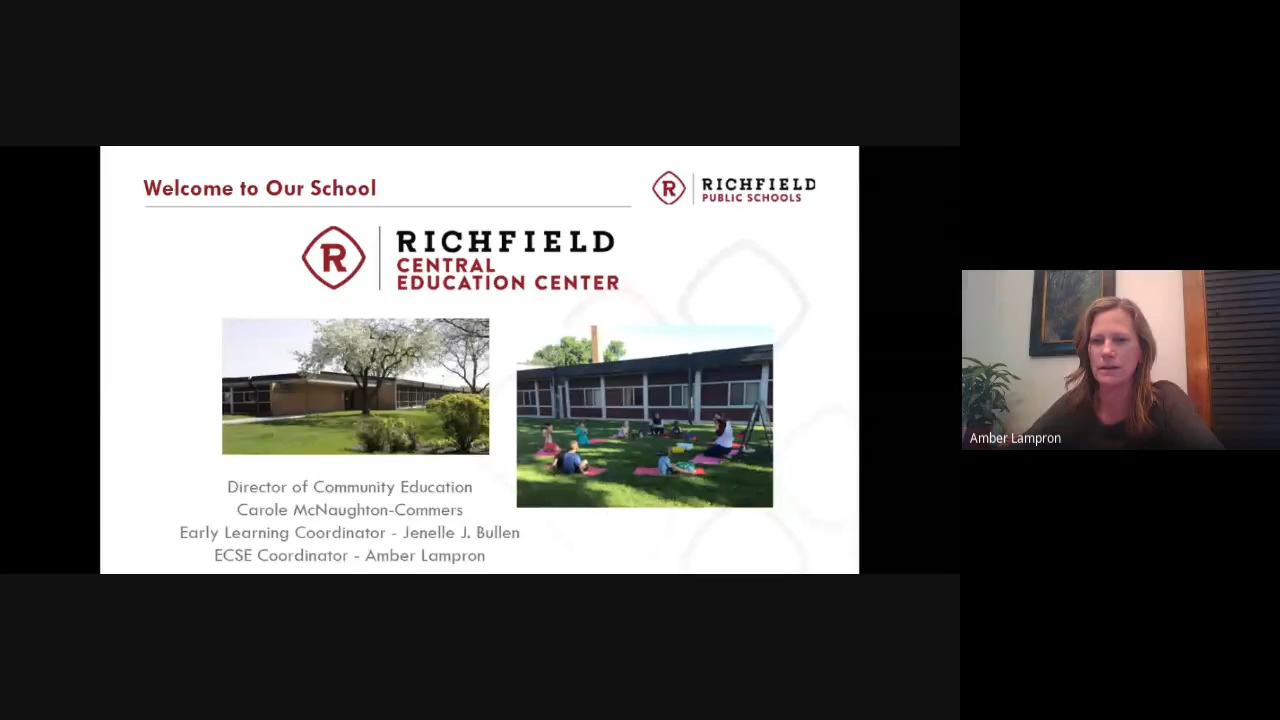 Welcome to Our School
R RICHFIELD
PUBLIC SCHOOLS
R RICHFIELD
CENTRAL
EDUCATION CENTER
Director of Community Education
Carole McNaughton-Commers
Early Learning Coordinator - Jenelle J. Bullen
ECSE Coordinator - Amber Lampron
Amber Lampron